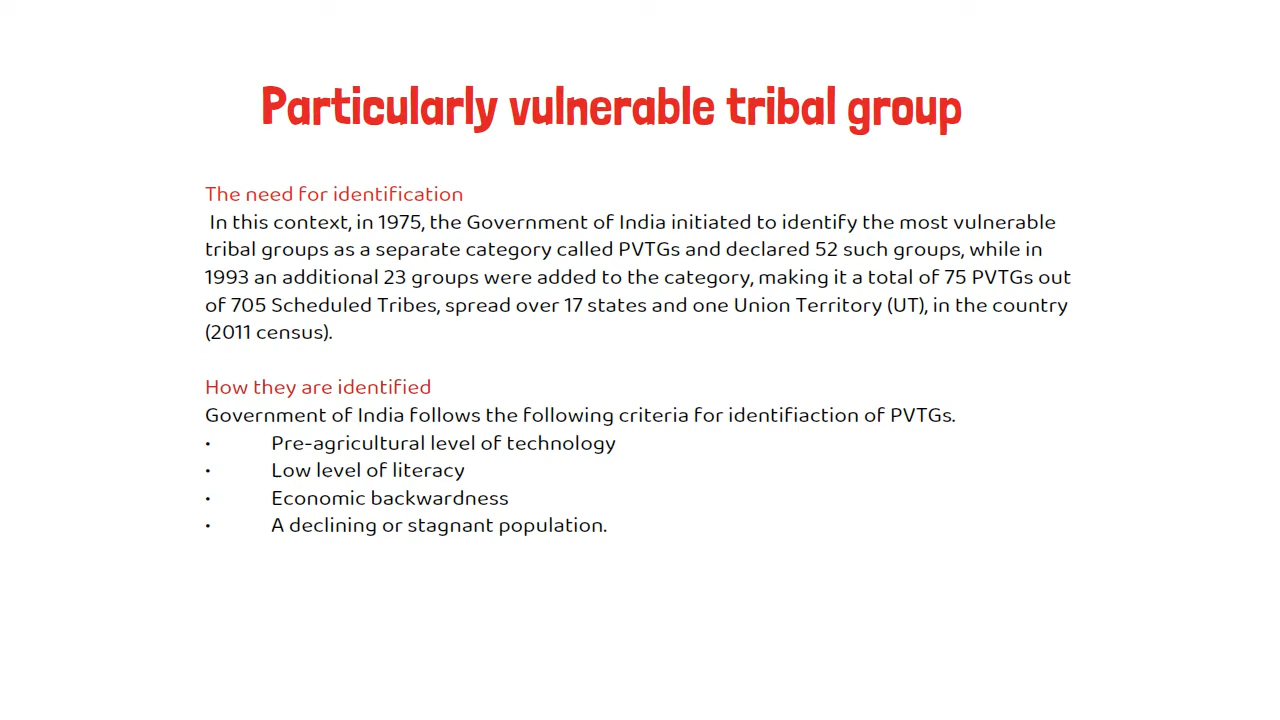 Particularly vulnerable tribal group
The need for identification
In this context, in 1975, the Government of India initiated to identify the most vulnerable
tribal groups as a separate category called PVTGs and declared 52 such groups, while in
1993 an additional 23 groups were added to the category, making it a total of 75 PVTGs out
of 705 Scheduled Tribes, spread over 17 states and one Union Territory (UT), in the country
(2011 census).
How they are identified
Government of India follows the following criteria for identifiaction of PVTGs.
• Pre-agricultural level of technology
• Low level of literacy
• Economic backwardness
• A declining or stagnant population.